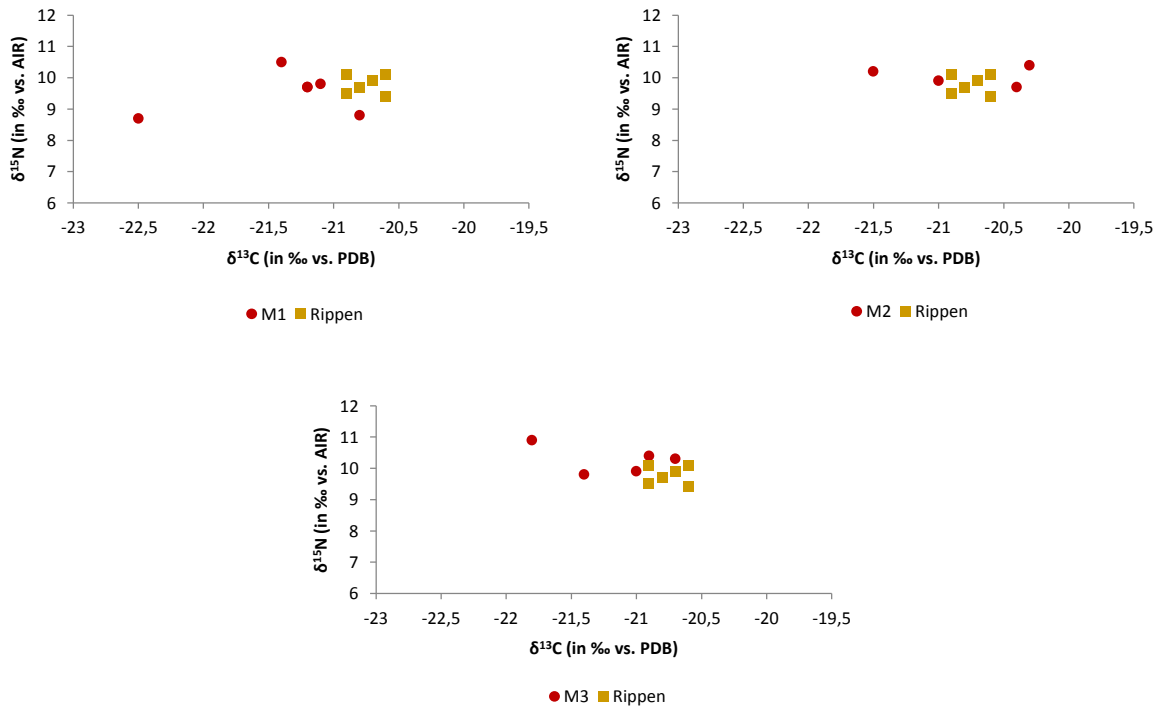 12
11
10
9
8
7
6
δ¹⁵N (in ‰ vs. AIR)
-23 -22,5 -22 -21,5 -21 -20,5 -20 -19,5
δ¹³C (in ‰ vs. PDB)
M1 Rippen
12
11
10
9
8
7
6
δ¹⁵N (in ‰ vs. AIR)
-23 -22,5 -22 -21,5 -21 -20,5 -20 -19,5
δ¹³C (in ‰ vs. PDB)
M2 Rippen
12
11
10
9
8
7
6
δ¹⁵N (in ‰ vs. AIR)
-23 -22,5 -22 -21,5 -21 -20,5 -20 -19,5
δ¹³C (in ‰ vs. PDB)
M3 Rippen